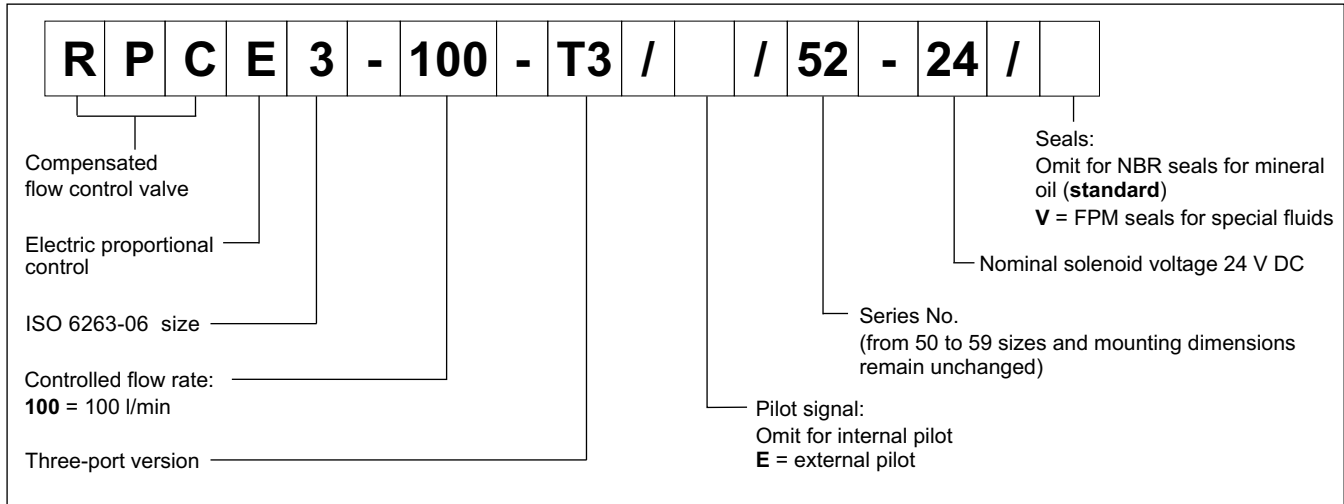 RPCE3-100-T3/ /52-24/
Compensated
flow control valve
Electric proportional
control
ISO 6263-06 size
Controlled flow rate:
100 = 100 l/min
Three-port version
Seals:
Omit for NBR seals for mineral
oil (standard)
V = FPM seals for special fluids
Nominal solenoid voltage 24 V DC
Series No.
(from 50 to 59 sizes and mounting dimensions
remain unchanged)
Pilot signal:
Omit for internal pilot
E = external pilot